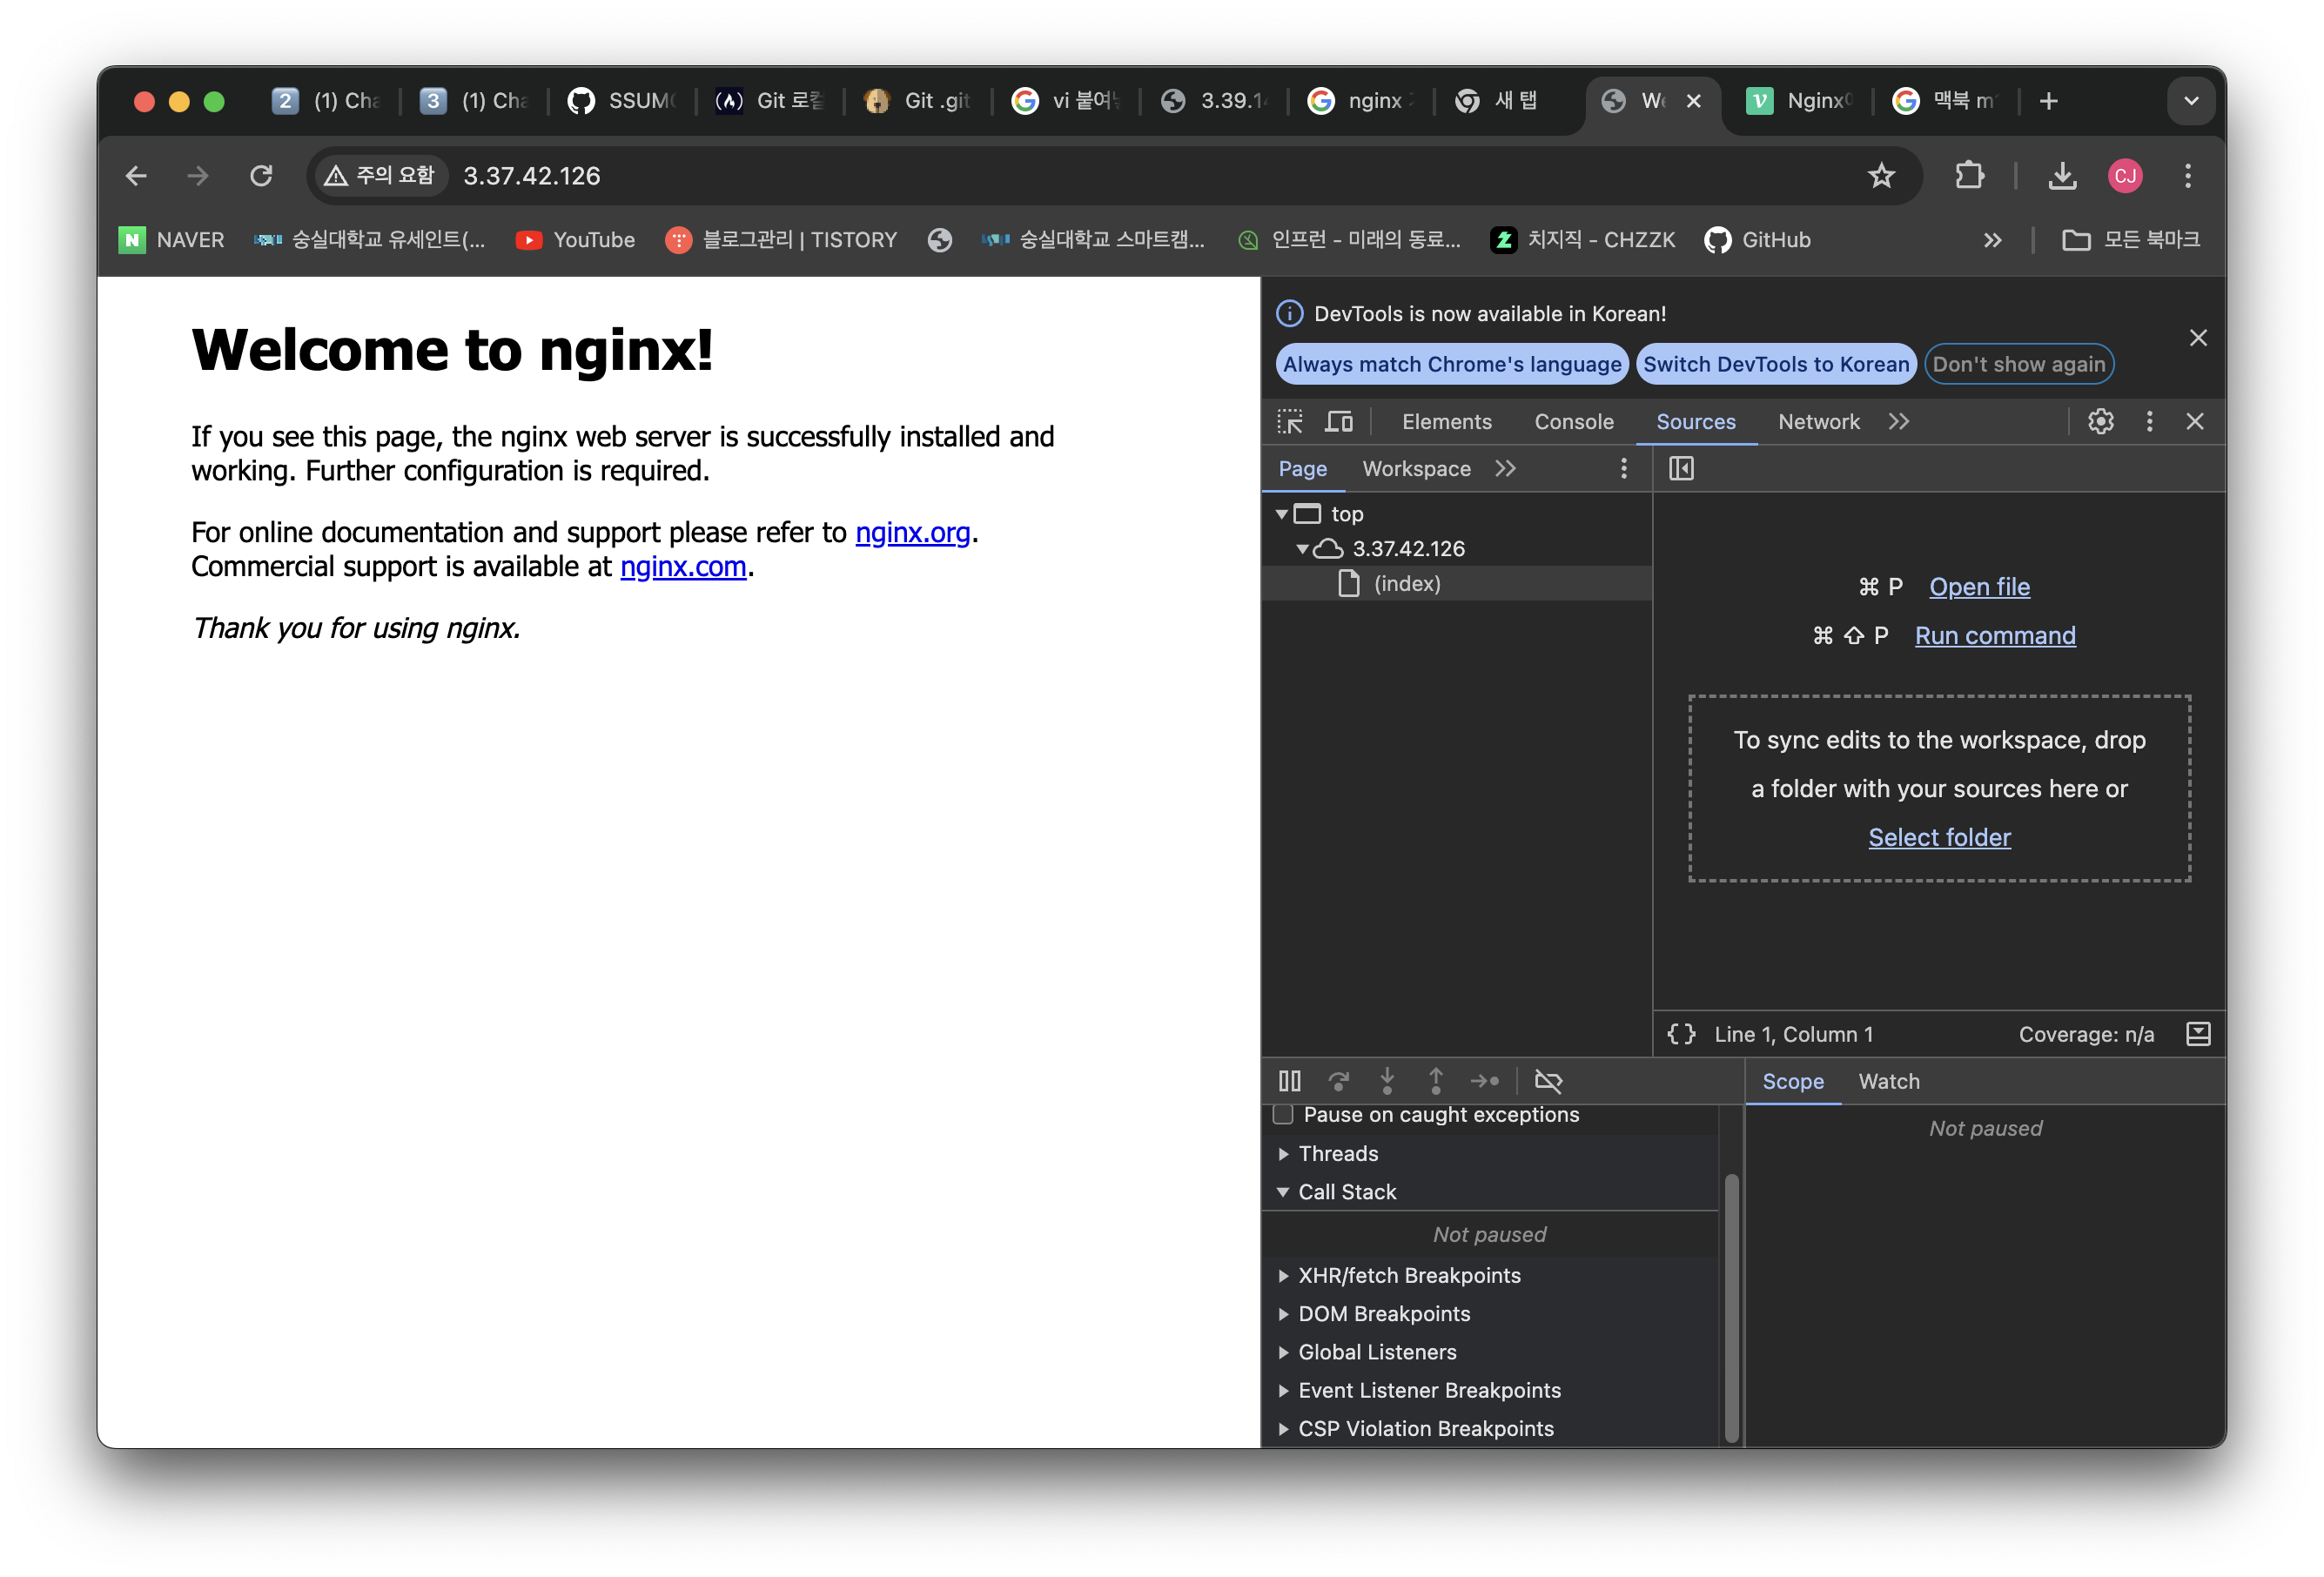 2 (1) Cha
3 (1) Cha
SSUM
Git 로컬
Git .git
vi 붙여넣
3.39.14
nginx
새 탭
We
Nginx
맥북 m
주의 요함 3.37.42.126
CJ
NAVER
숭실대학교 유세인트(...
YouTube
블로그관리 | TISTORY
숭실대학교 스마트캠...
인프런 - 미래의 동료...
치지직 - CHZZK
GitHub
모든 북마크
Welcome to nginx!
If you see this page, the nginx web server is successfully installed and
working. Further configuration is required.
For online documentation and support please refer to nginx.org.
Commercial support is available at nginx.com.
Thank you for using nginx.
DevTools is now available in Korean!
Always match Chrome's language
Switch DevTools to Korean
Don't show again
Elements Console Sources Network
Page Workspace
top
3.37.42.126
(index)
⌘ P Open file
⌘ ⇧ P Run command
To sync edits to the workspace, drop
a folder with your sources here or
Select folder
{} Line 1, Column 1
Coverage: n/a
Pause on caught exceptions
Threads
Call Stack
Not paused
XHR/fetch Breakpoints
DOM Breakpoints
Global Listeners
Event Listener Breakpoints
CSP Violation Breakpoints
Scope Watch
Not paused